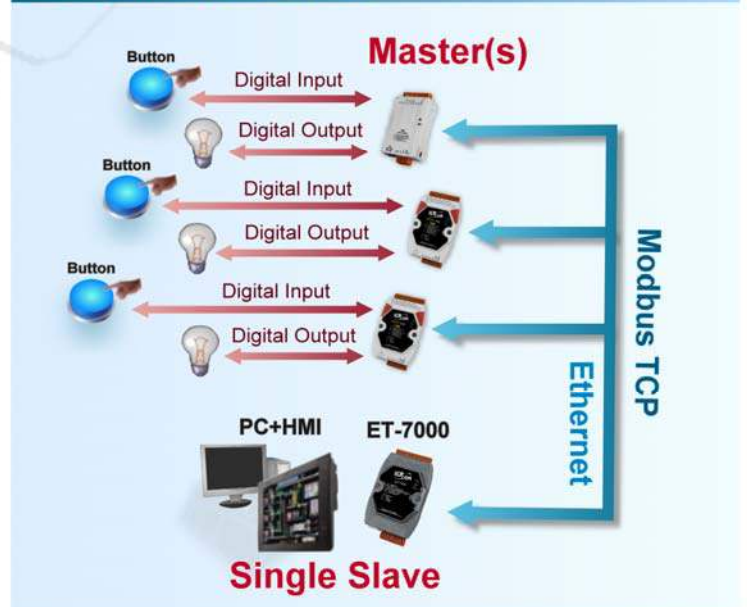 Master(s)
Button
Digital Input
Digital Output
Button
Digital Input
Digital Output
Button
Digital Input
Digital Output
Modbus TCP
Ethernet
PC+HMI
ET-7000
Single Slave